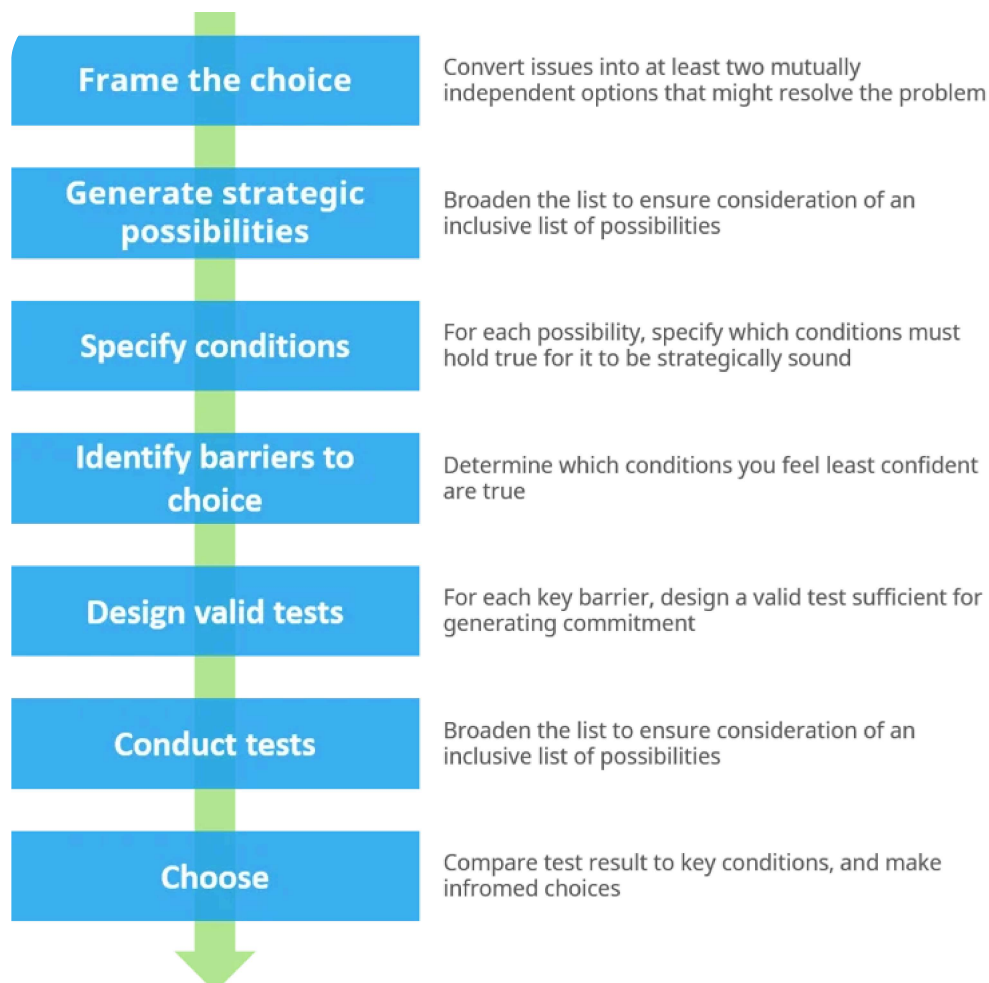 Frame the choice
Convert issues into at least two mutually
independent options that might resolve the problem
Generate strategic
possibilities
Broaden the list to ensure consideration of an
inclusive list of possibilities
Specify conditions
For each possibility, specify which conditions must
hold true for it to be strategically sound
Identify barriers to
choice
Determine which conditions you feel least confident
are true
Design valid tests
For each key barrier, design a valid test sufficient for
generating commitment
Conduct tests
Broaden the list to ensure consideration of an
inclusive list of possibilities
Choose
Compare test result to key conditions, and make
infromed choices